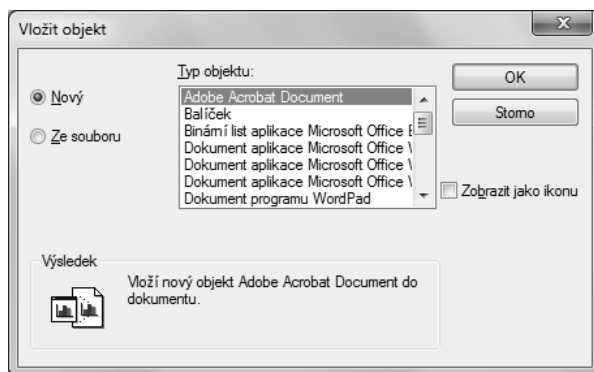 Vložit objekt
Typ objektu:
Nový
Ze souboru
Adobe Acrobat Document
Balíček
Binární list aplikace Microsoft Office
Dokument aplikace Microsoft Office
Dokument aplikace Microsoft Office
Dokument aplikace Microsoft Office
Dokument programu WordPad
OK
Storno
Zobrazit jako ikonu
Výsledek
Vloží nový objekt Adobe Acrobat Document do
dokumentu.